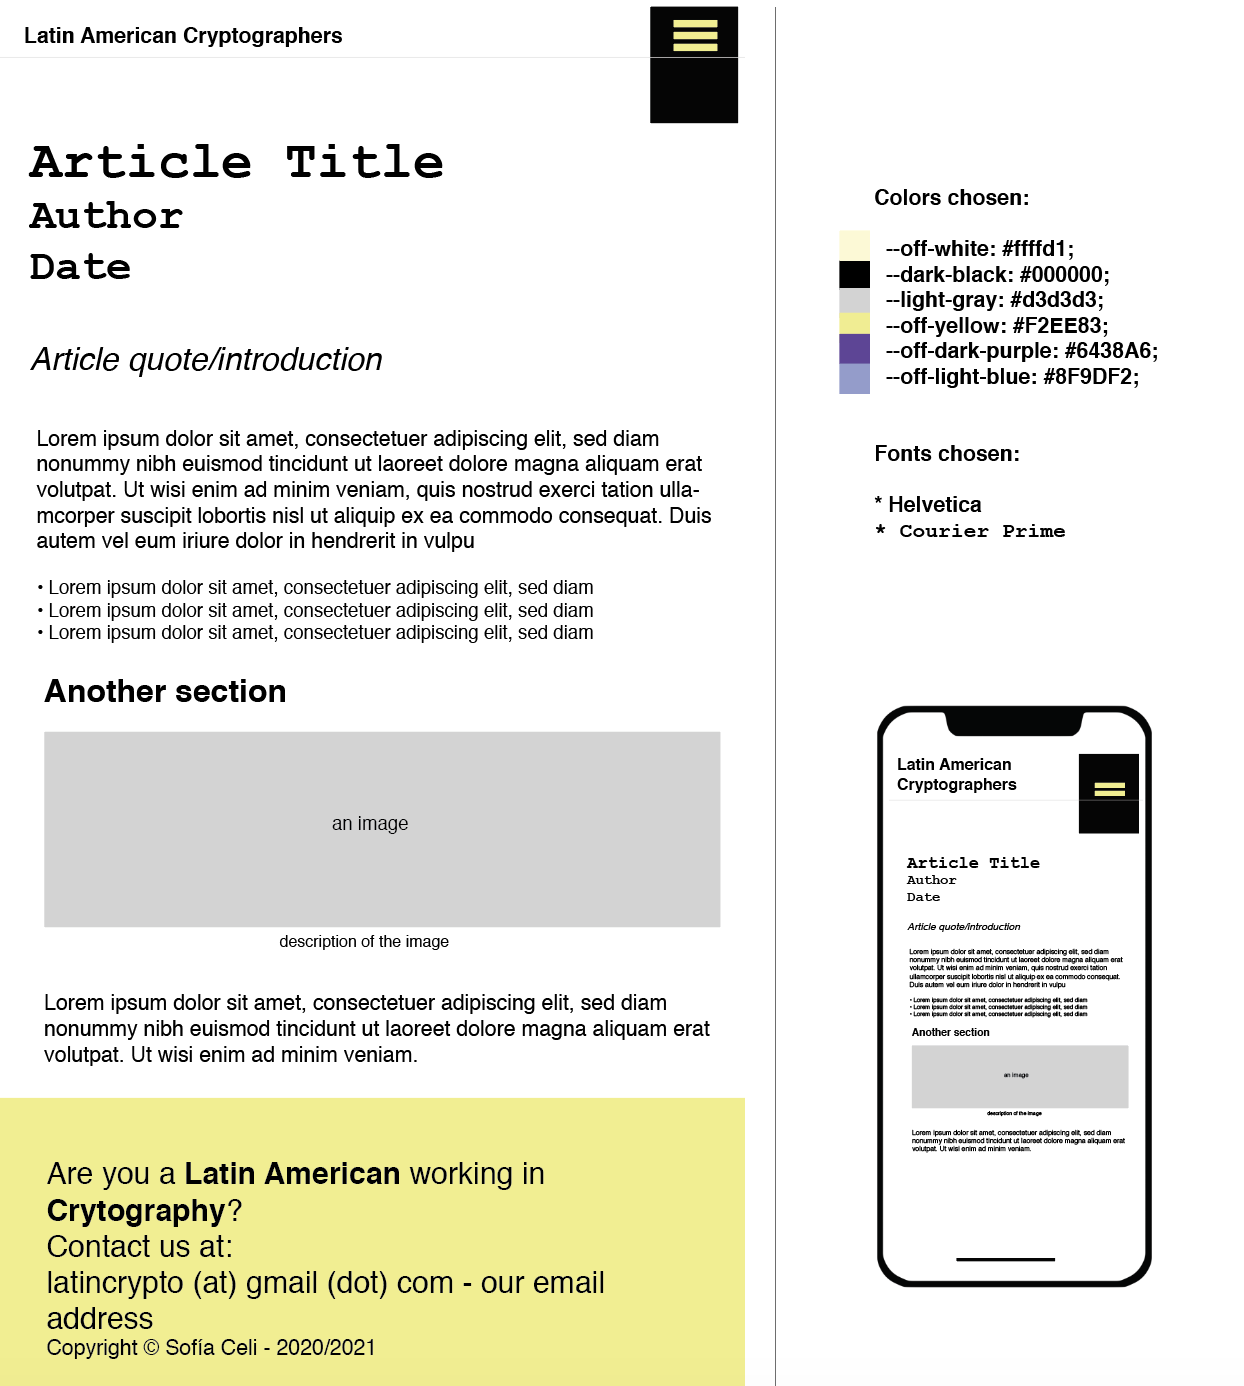 Latin American Cryptographers
Article Title
Author
Date
Article quote/introduction
Lorem ipsum dolor sit amet, consectetuer adipiscing elit, sed diam
nonummy nibh euismod tincidunt ut laoreet dolore magna aliquam erat
volutpat. Ut wisi enim ad minim veniam, quis nostrud exerci tation ulla-
mcorper suscipit lobortis nisl ut aliquip ex ea commodo consequat. Duis
autem vel eum iriure dolor in hendrerit in vulpu
• Lorem ipsum dolor sit amet, consectetuer adipiscing elit, sed diam
• Lorem ipsum dolor sit amet, consectetuer adipiscing elit, sed diam
• Lorem ipsum dolor sit amet, consectetuer adipiscing elit, sed diam
Another section
an image
description of the image
Lorem ipsum dolor sit amet, consectetuer adipiscing elit, sed diam
nonummy nibh euismod tincidunt ut laoreet dolore magna aliquam erat
volutpat. Ut wisi enim ad minim veniam.
Are you a Latin American working in
Crytography?
Contact us at:
latincrypto (at) gmail (dot) com - our email
address
Copyright © Sofía Celi - 2020/2021
Colors chosen:
--off-white: #ffffd1;
--dark-black: #000000;
--light-gray: #d3d3d3;
--off-yellow: #F2EE83;
--off-dark-purple: #6438A6;
--off-light-blue: #8F9DF2;
Fonts chosen:
* Helvetica
* Courier Prime
Latin American
Cryptographers
Article Title
Author
Date
Article quote/introduction
Lorem ipsum dolor sit amet, consectetuer adipiscing elit, sed diam
nonummy nibh euismod tincidunt ut laoreet dolore magna aliquam erat
volutpat. Ut wisi enim ad minim veniam, quis nostrud exerci tation
ullamcorper suscipit lobortis nisl ut aliquip ex ea commodo consequat.
Duis autem vel eum iriure dolor in hendrerit in vulpu
• Lorem ipsum dolor sit amet, consectetuer adipiscing elit, sed diam
• Lorem ipsum dolor sit amet, consectetuer adipiscing elit, sed diam
• Lorem ipsum dolor sit amet, consectetuer adipiscing elit, sed diam
Another section
an image
description of the image
Lorem ipsum dolor sit amet, consectetuer adipiscing elit, sed diam
nonummy nibh euismod tincidunt ut laoreet dolore magna aliquam erat
volutpat. Ut wisi enim ad minim veniam.